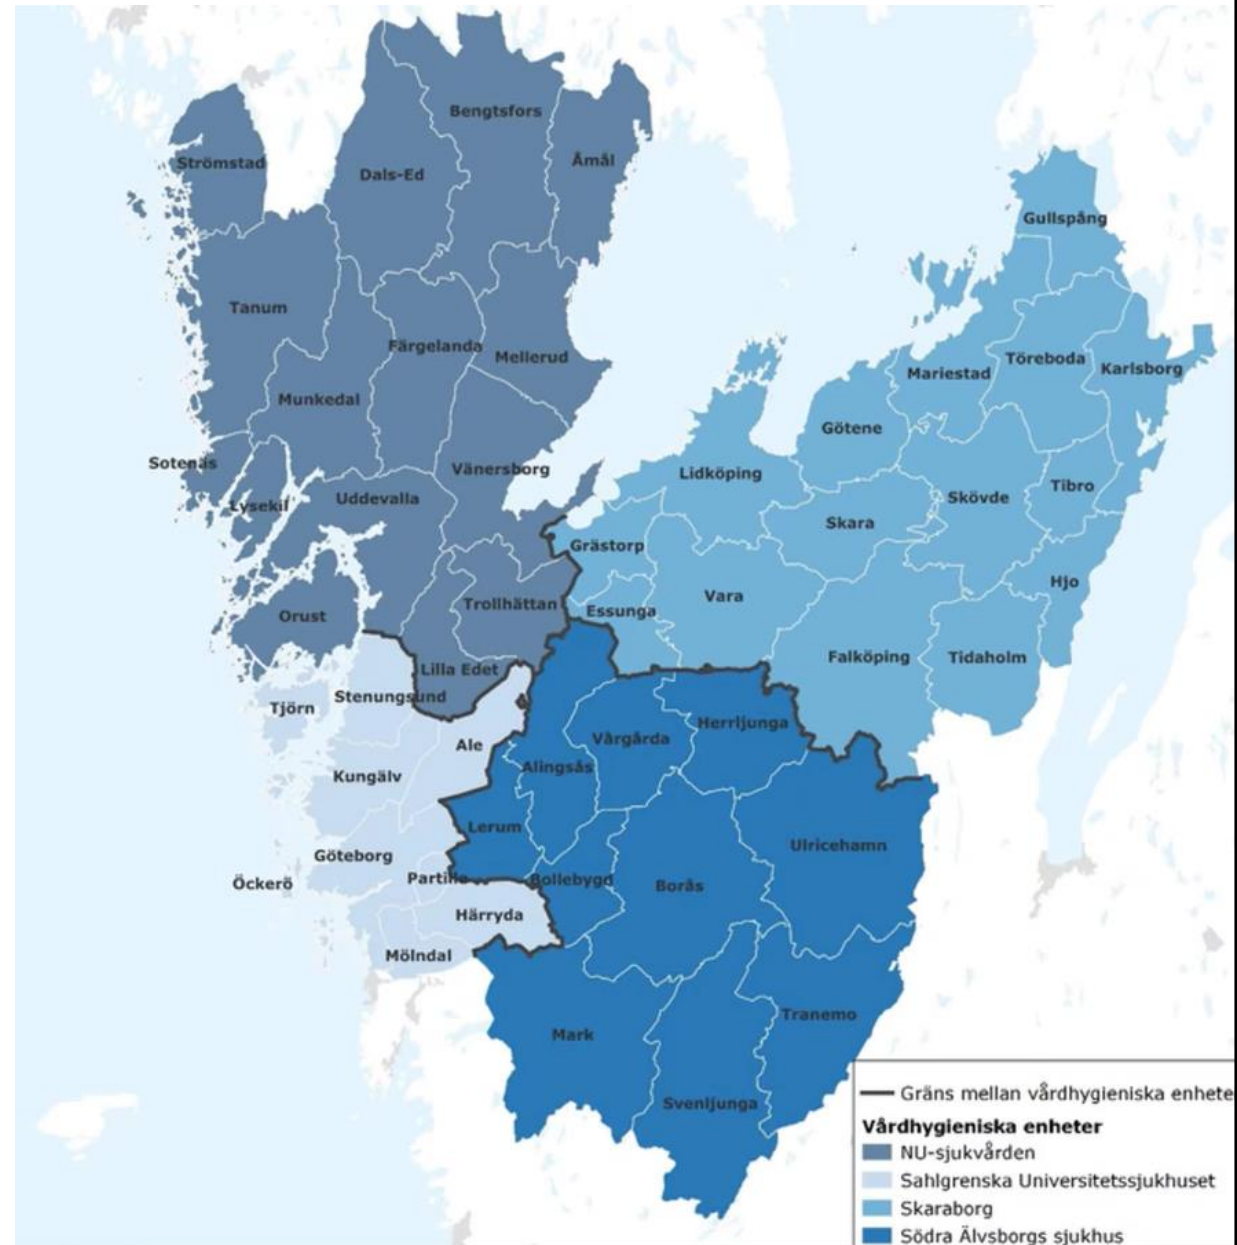 Bengtsfors
Strömstad
Dals-Ed
Åmål
Gullspång
Tanum
Färgelanda
Mellerud
Töreboda
Mariestad
Karlsborg
Munkedal
Götene
Sotenäs
Vänersborg
Lidköping
Tibro
Lysekil
Uddevalla
Skövde
Skara
Grästorp
Hjo
Vara
Trollhättan
Essunga
Orust
Falköping
Tidaholm
Lilla Edet
Stenungsund
Tjörn
Herrljunga
Ale
Vårgårda
Kungälv
Alingsås
Lerum
Ulricehamn
Göteborg
Öckerö
Partille
Bollebygd
Borås
Härryda
Mölndal
Tranemo
Mark
Svenljunga
Gräns mellan vårdhygieniska enhete
Vårdhygieniska enheter
NU-sjukvården
Sahlgrenska Universitetssjukhuset
Skaraborg
Södra Älvsborgs sjukhus